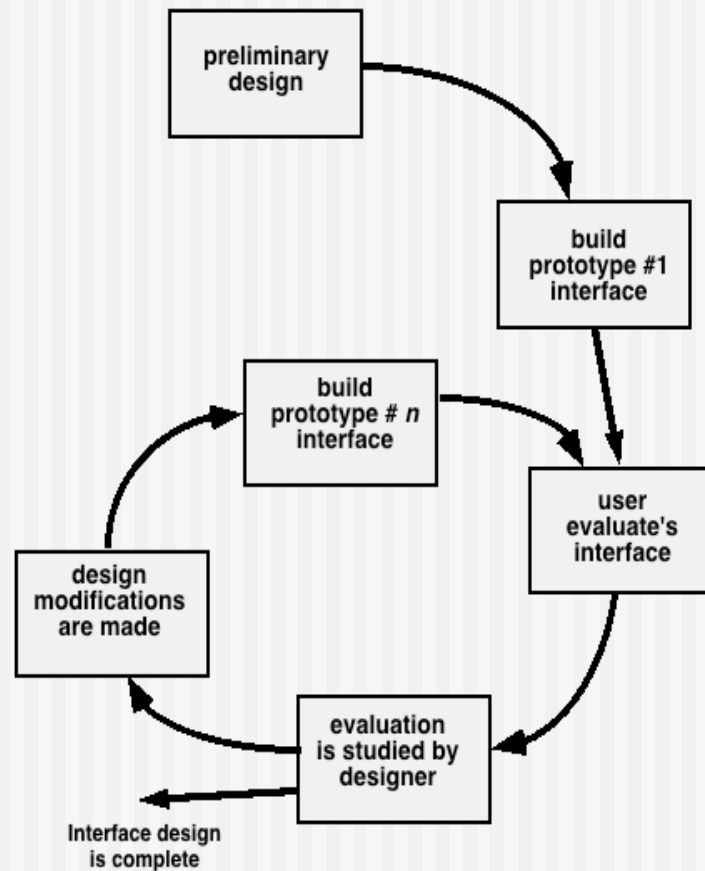 preliminary
design
build
prototype #1
interface
build
prototype # n
interface
user
evaluate's
interface
design
modifications
are made
evaluation
is studied by
designer
Interface design
is complete